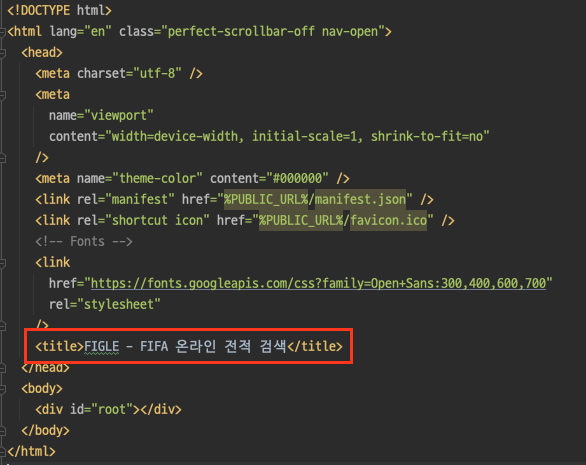 <!DOCTYPE html>
<html lang="en" class="perfect-scrollbar-off nav-open">
<head>
<meta charset="utf-8" />
<meta
name="viewport"
content="width=device-width, initial-scale=1, shrink-to-fit=no"
/>
<meta name="theme-color" content="#000000" />
<link rel="manifest" href="%PUBLIC_URL%/manifest.json" />
<link rel="shortcut icon" href="%PUBLIC_URL%/favicon.ico" />
<!-- Fonts -->
<link
href="https://fonts.googleapis.com/css?family=Open+Sans:300,400,600,700"
rel="stylesheet"
/>
<title>FIGLE - FIFA 온라인 전적 검색</title>
</head>
<body>
<div id="root"></div>
</body>
</html>